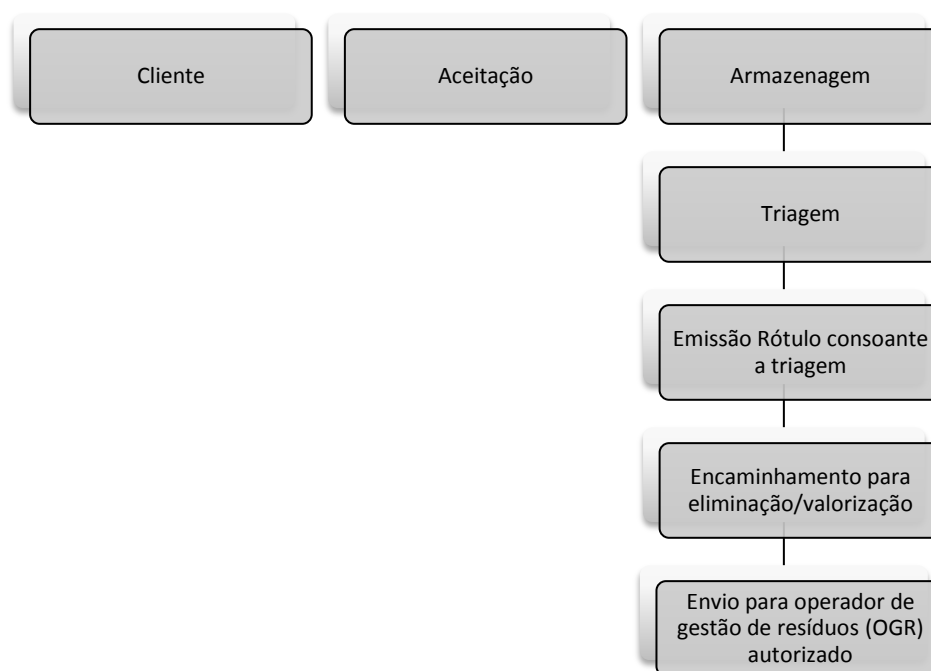 Cliente
Aceitação
Armazenagem
Triagem
Emissão Rótulo consoante
a triagem
Encaminhamento para
eliminação/valorização
Envio para operador de
gestão de resíduos (OGR)
autorizado